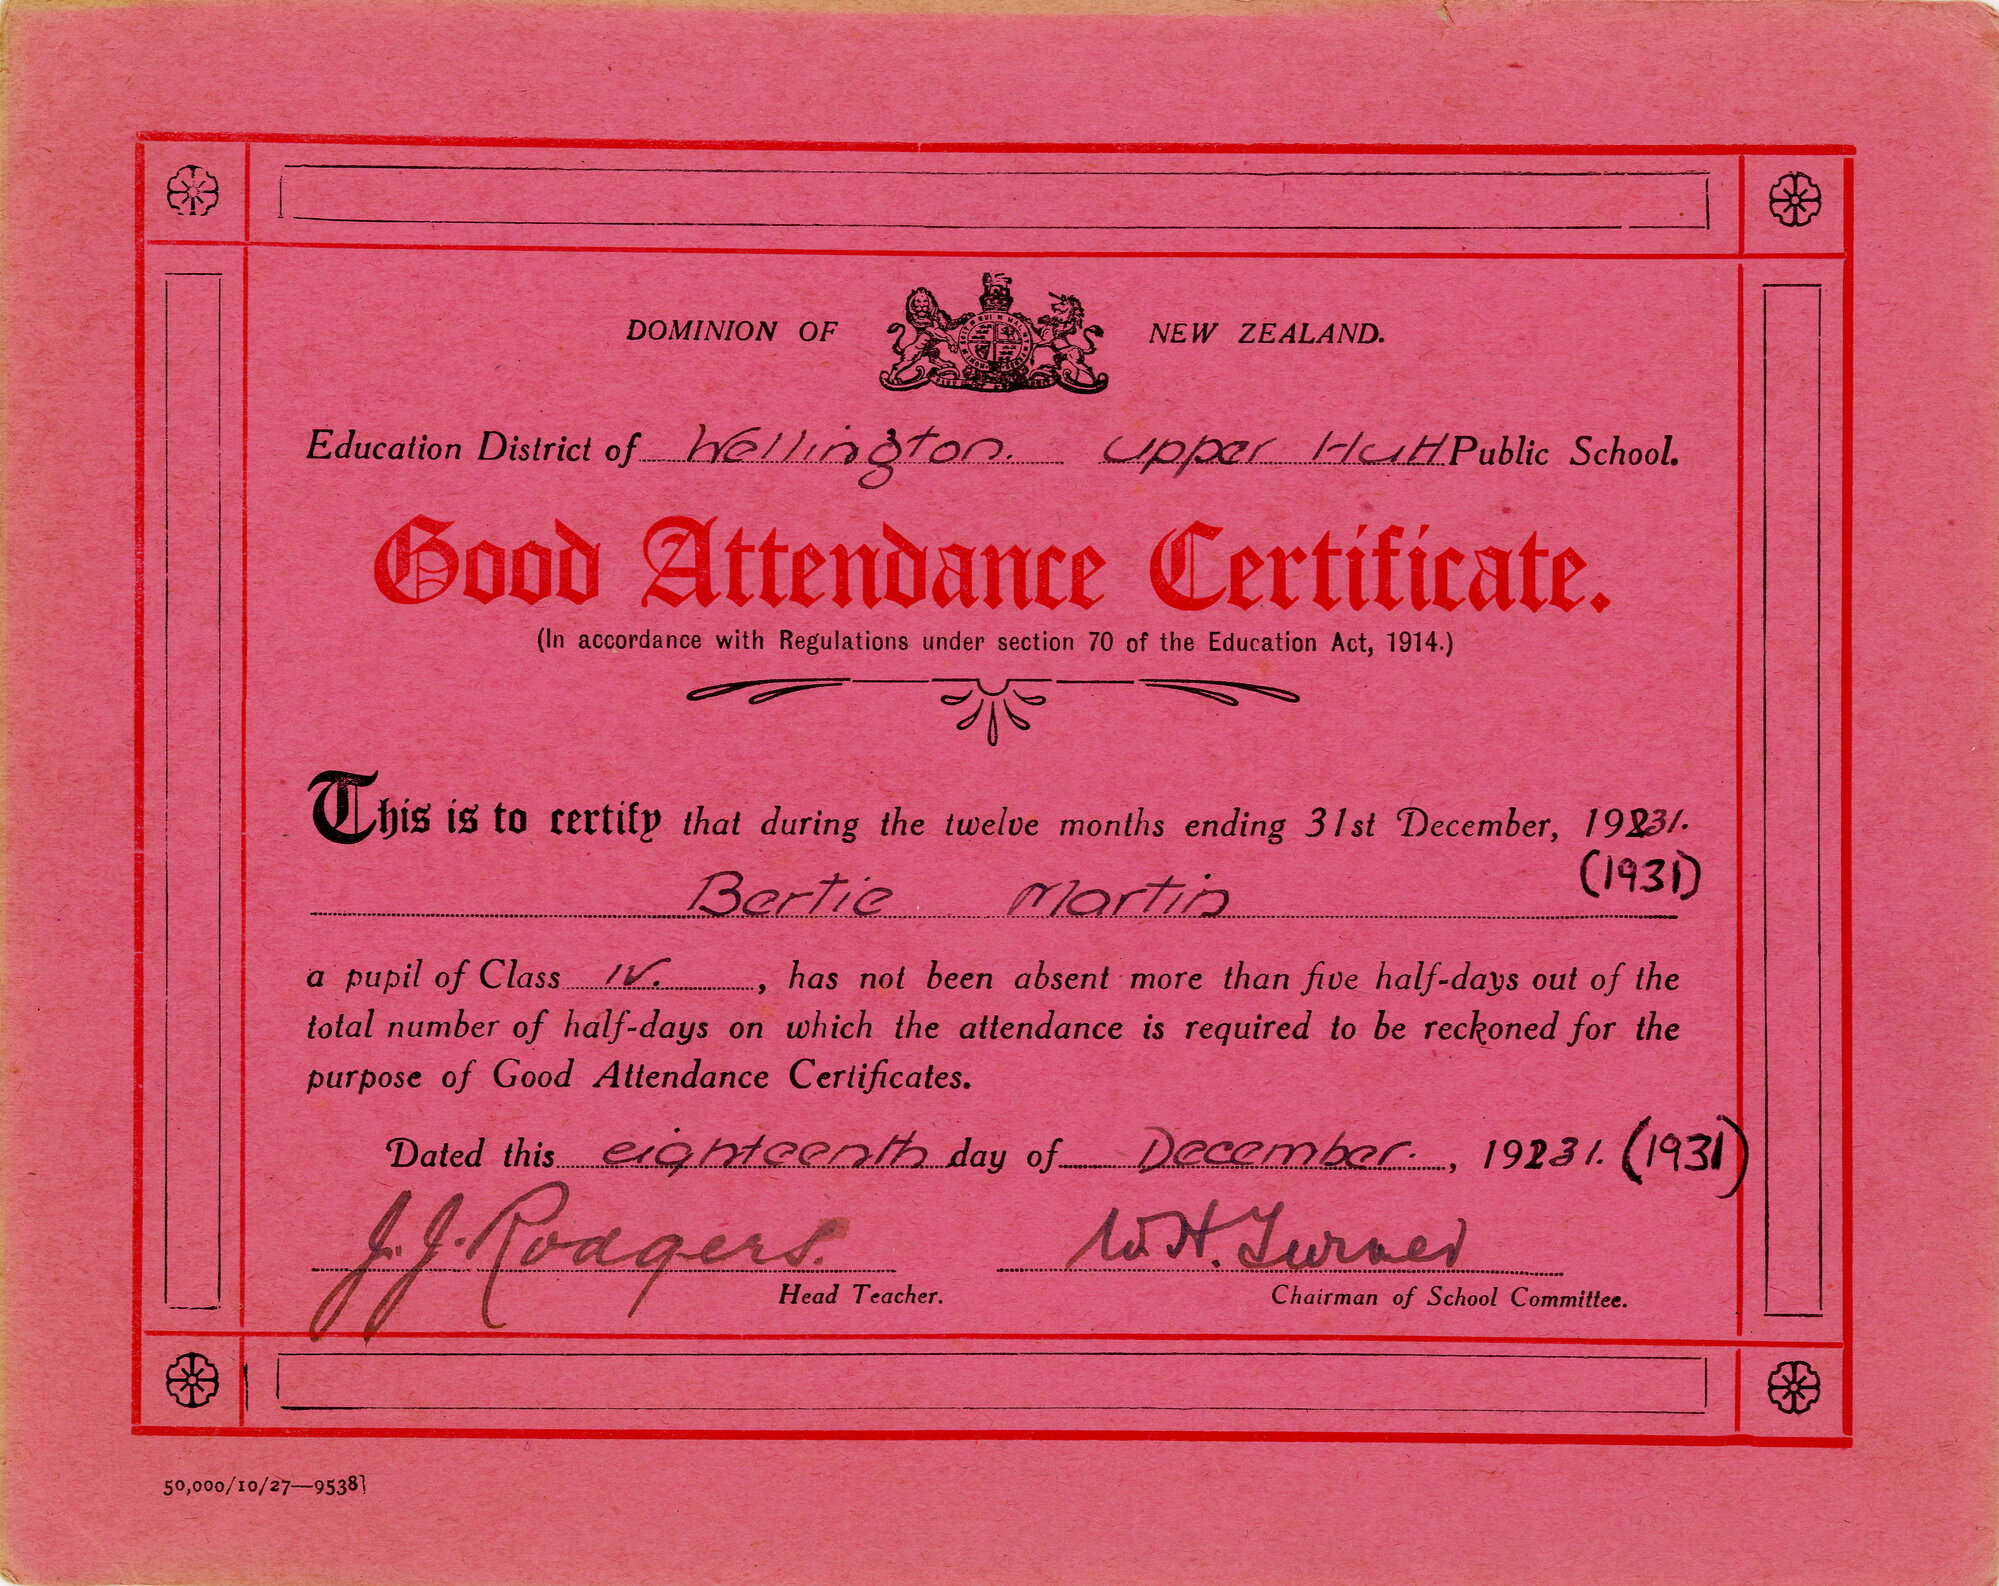 DOMINION OF NEW ZEALAND.
Education District of Wellington. Upper Hutt Public School.
Good Attendance Certificate.
(In accordance with Regulations under section 70 of the Education Act, 1914.)
This is to certify that during the twelve months ending 31st December, 1931.
(1931)
Bertie Martin
a pupil of Class IV. , has not been absent more than five half-days out of the
total number of half-days on which the attendance is required to be reckoned for the
purpose of Good Attendance Certificates.
Dated this eighteenth day of December. , 1931. (1931)
J. J. Rodgers. W. H. Turner
Head Teacher. Chairman of School Committee.
50,000/10/27—9538]